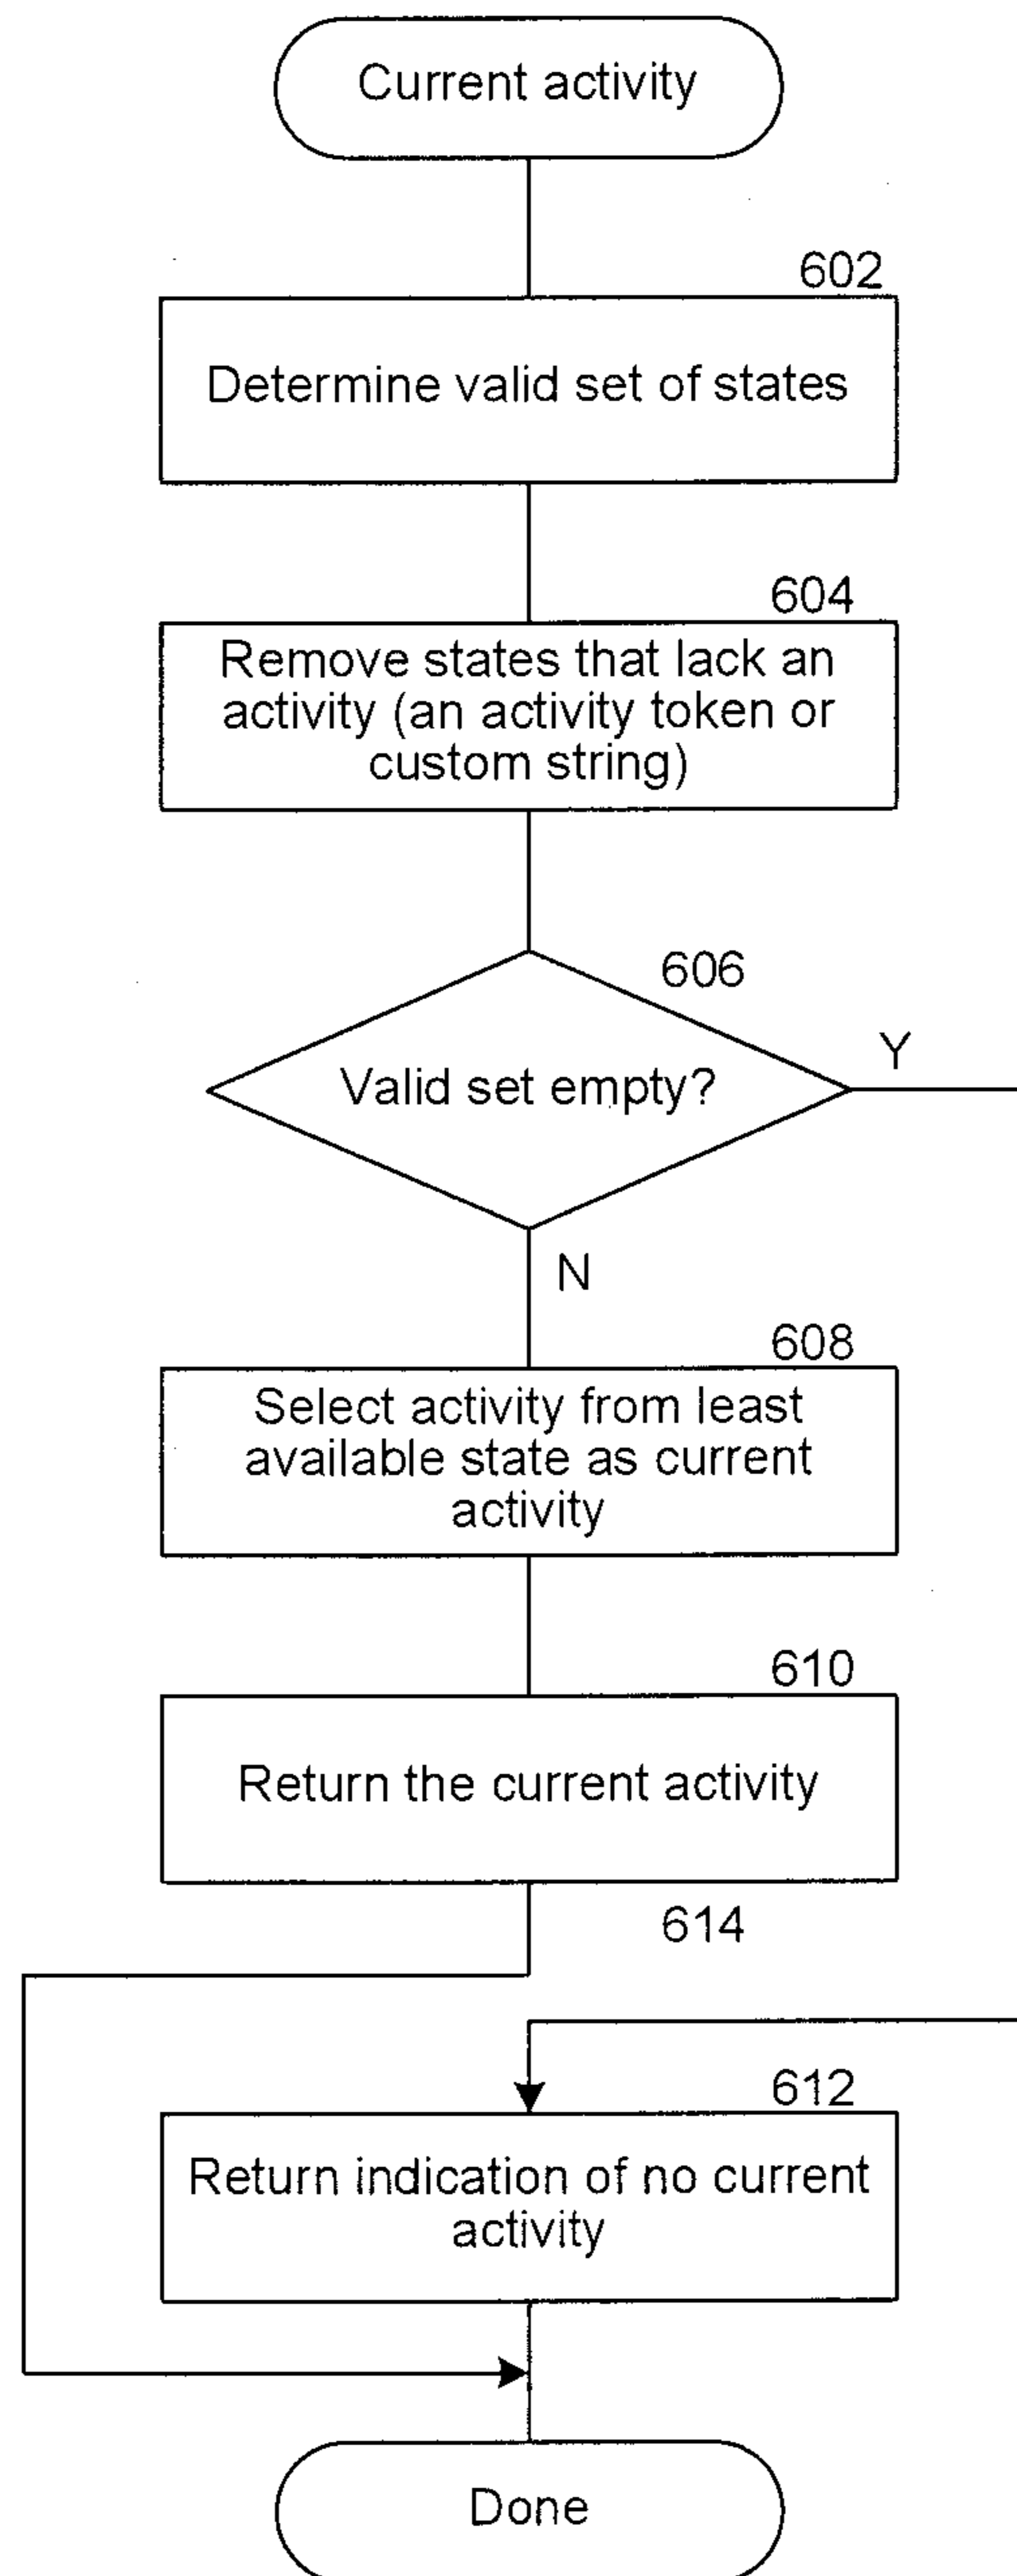 Current activity
602
Determine valid set of states
604
Remove states that lack an
activity (an activity token or
custom string)
606
Valid set empty?
Y
N
608
Select activity from least
available state as current
activity
610
Return the current activity
614
612
Return indication of no current
activity
Done